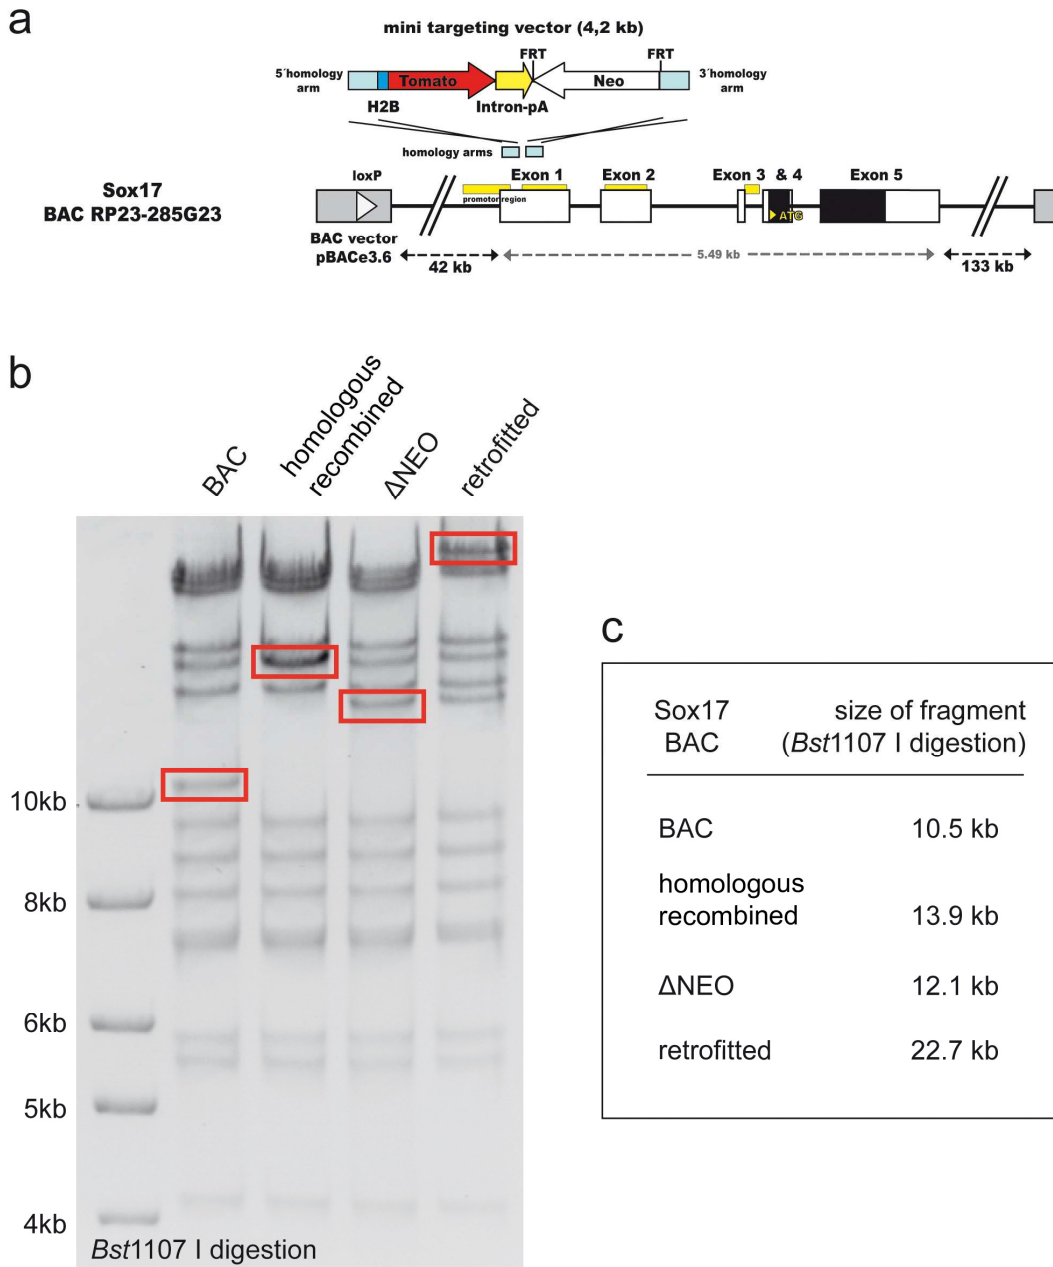 a
mini targeting vector (4,2 kb)
FRT
FRT
5´homology
arm
Tomato
Neo
3´homology
arm
H2B
Intron-pA
homology arms
Sox17
BAC RP23-285G23
loxP
Exon 1
Exon 2
Exon 3
& 4
Exon 5
promotor region
ATG
BAC vector
pBACe3.6
42 kb
5.49 kb
133 kb
b
BAC
homologous
recombined
ΔNEO
retrofitted
10kb
8kb
6kb
5kb
4kb
Bst1107 I digestion
c
Sox17 size of fragment
BAC (Bst1107 I digestion)
BAC 10.5 kb
homologous
recombined 13.9 kb
ΔNEO 12.1 kb
retrofitted 22.7 kb